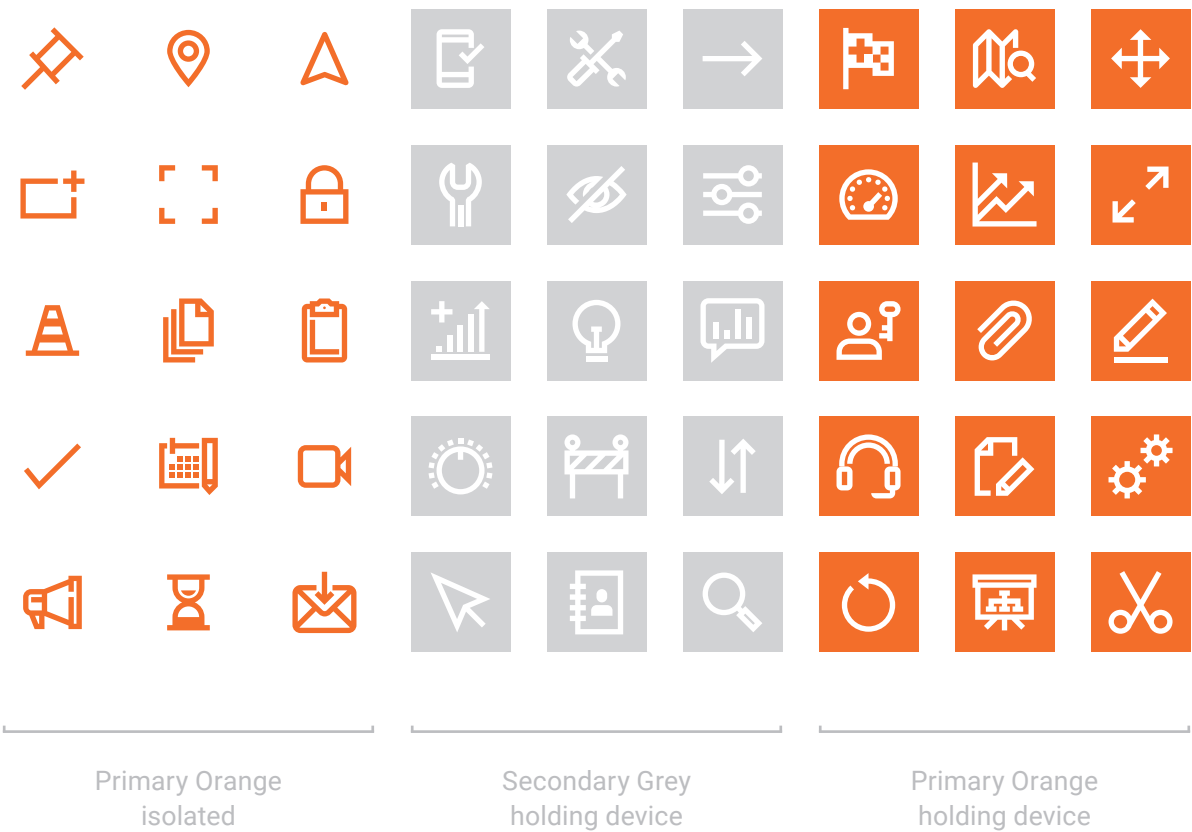 Primary Orange
isolated
Secondary Grey
holding device
Primary Orange
holding device